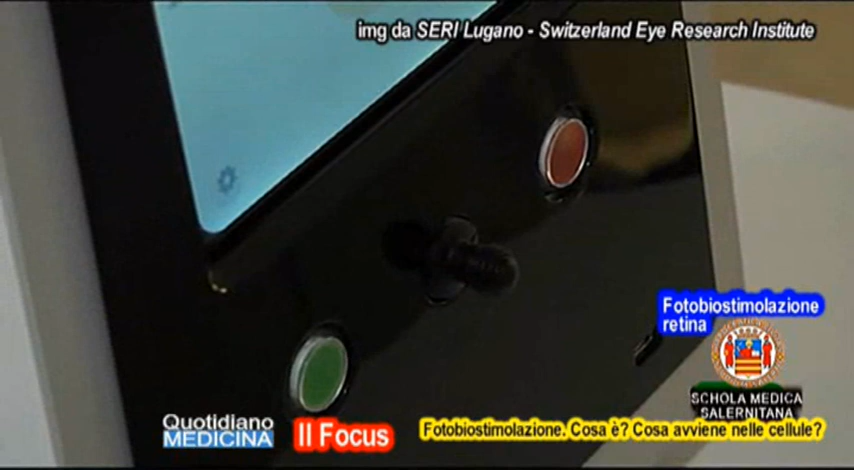 img da SERI Lugano - Switzerland Eye Research Institute
Fotobiostimolazione
retina
SCHOLA MEDICA
SALERNITANA
Quotidiano
MEDICINA
Il Focus
Fotobiostimolazione. Cosa è? Cosa avviene nelle cellule?